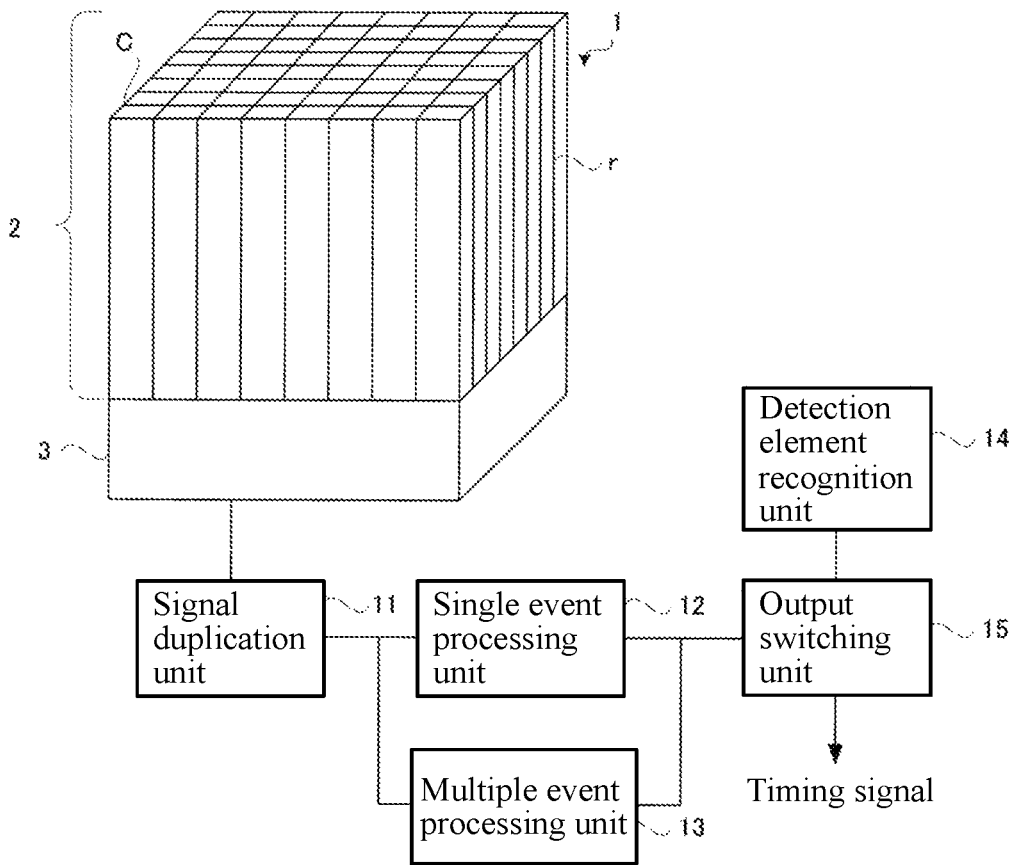 1
C
r
2
3
Detection
element
recognition
unit
14
Signal
duplication
unit
11
Single event
processing
unit
12
Output
switching
unit
15
Multiple event
processing unit
13
Timing signal